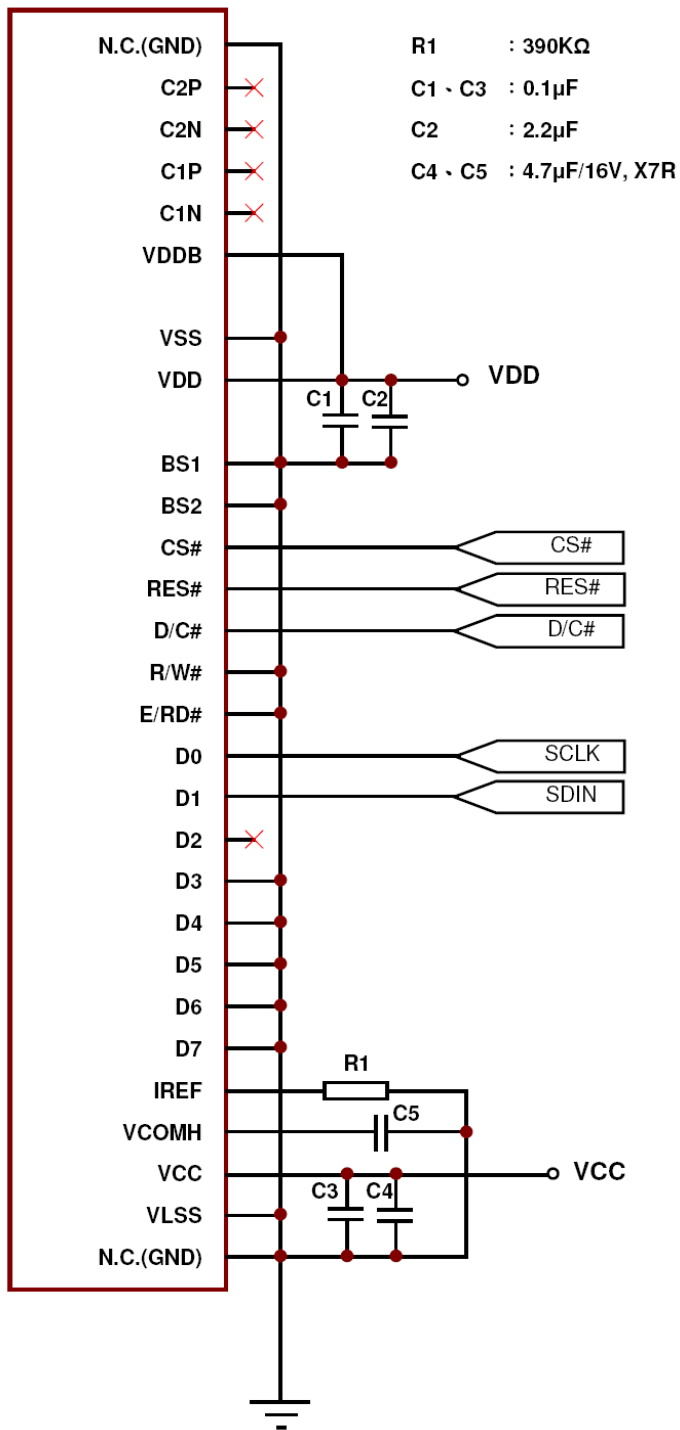 N.C.(GND)
C2P
C2N
C1P
C1N
VDDB
VSS
VDD
BS1
BS2
CS#
RES#
D/C#
R/W#
E/RD#
D0
D1
D2
D3
D4
D5
D6
D7
IREF
VCOMH
VCC
VLSS
N.C.(GND)
R1 : 390KΩ
C1、C3 : 0.1μF
C2 : 2.2μF
C4、C5 : 4.7μF/16V, X7R
VDD
C1
C2
CS#
RES#
D/C#
SCLK
SDIN
R1
C5
VCC
C3
C4